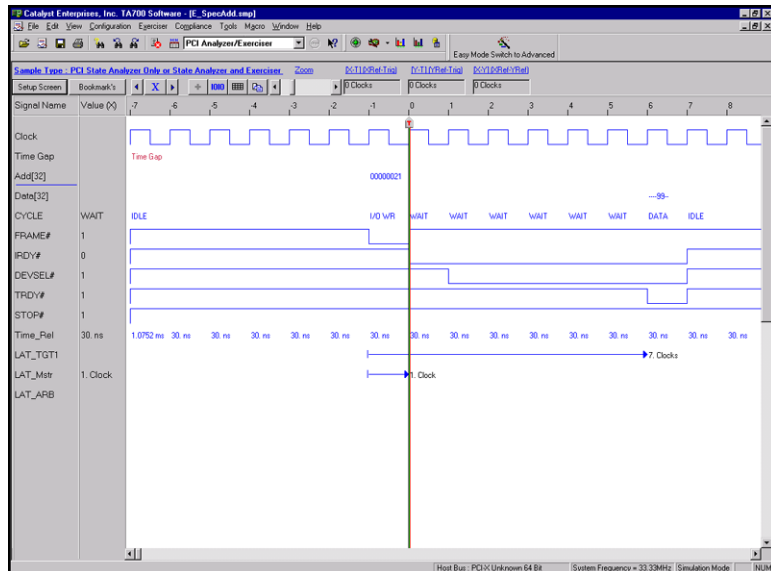 Catalyst Enterprises, Inc. TA700 Software - [E_SpecAdd.smp]
File Edit View Configuration Exerciser Compliance Tools Macro Window Help
PCI Analyzer/Exerciser
Easy Mode Switch to Advanced
Sample Type : PCI State Analyzer Only or State Analyzer and Exerciser Zoom [X-T] [XRef-Trig] [Y-T] [YRef-Trig] [X-Y] [XRef-YRef]
Setup Screen Bookmark's X 1010 0 Clocks 0 Clocks 0 Clocks
Signal Name Value (X) -7 -6 -5 -4 -3 -2 -1 0 1 2 3 4 5 6 7 8
T
Clock
Time Gap Time Gap
Add[32] 00000021
Data[32] ----99--
CYCLE WAIT IDLE I/O WR WAIT WAIT WAIT WAIT WAIT WAIT DATA IDLE
FRAME# 1
IRDY# 0
DEVSEL# 1
TRDY# 1
STOP# 1
Time_Rel 30. ns 1.0752 ms 30. ns 30. ns 30. ns 30. ns 30. ns 30. ns 30. ns 30. ns 30. ns 30. ns 30. ns 30. ns 30. ns 30. ns 30. ns
LAT_TGT1 7. Clocks
LAT_Mstr 1. Clock 1. Clock
LAT_ARB
Host Bus : PCI-X Unknown 64 Bit System Frequency = 33.33MHz Simulation Mode NUM